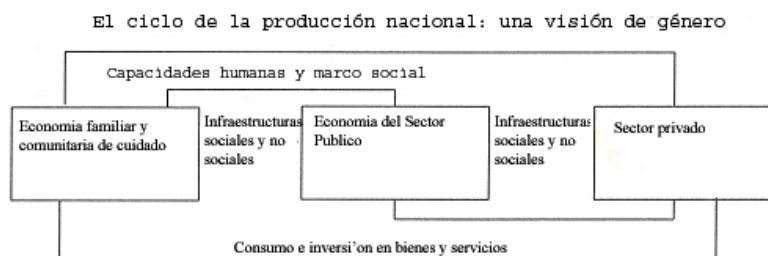 El ciclo de la producción nacional: una visión de género
Capacidades humanas y marco social
Economia familiar y
comunitaria de cuidado
Infraestructuras
sociales y no
sociales
Economia del Sector
Publico
Infraestructuras
sociales y no
sociales
Sector privado
Consumo e inversi'on en bienes y servicios